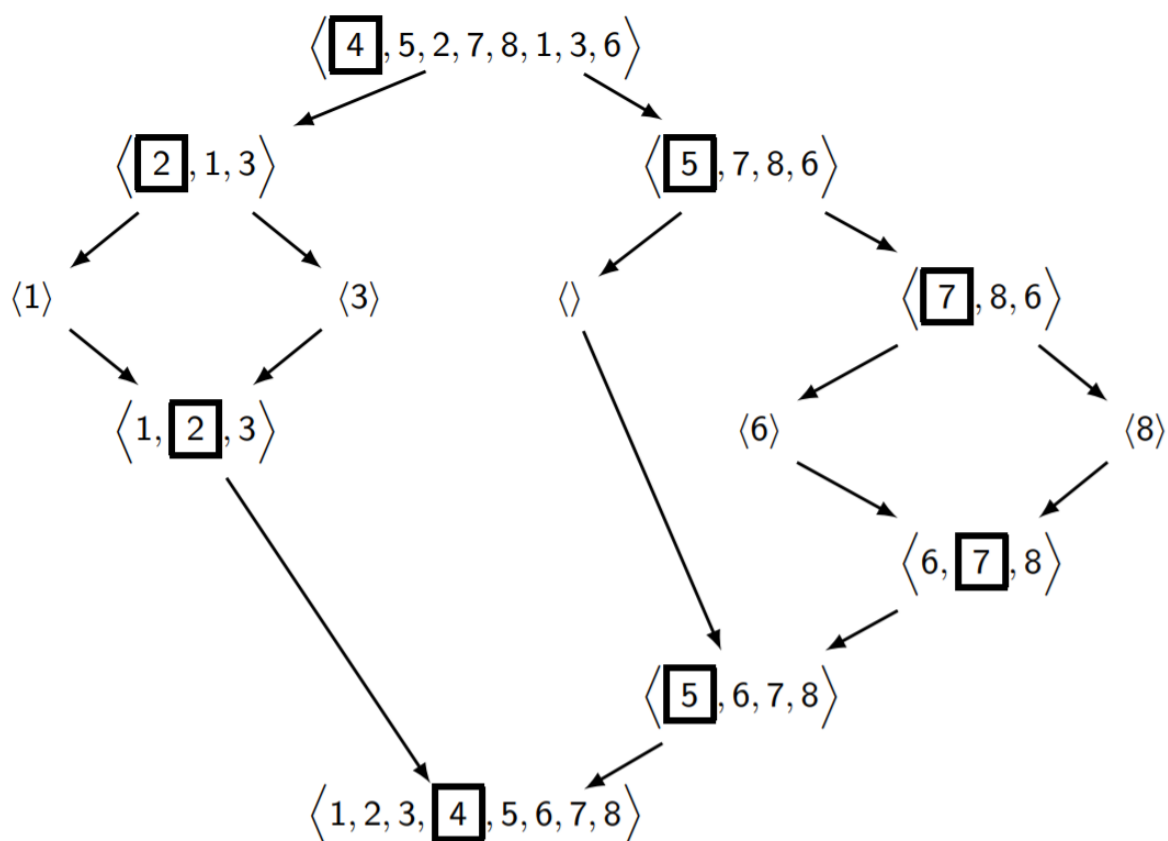 ⟨4, 5, 2, 7, 8, 1, 3, 6⟩
⟨2, 1, 3⟩
⟨5, 7, 8, 6⟩
⟨1⟩
⟨3⟩
⟨⟩
⟨7, 8, 6⟩
⟨1, 2, 3⟩
⟨6⟩
⟨8⟩
⟨6, 7, 8⟩
⟨5, 6, 7, 8⟩
⟨1, 2, 3, 4, 5, 6, 7, 8⟩